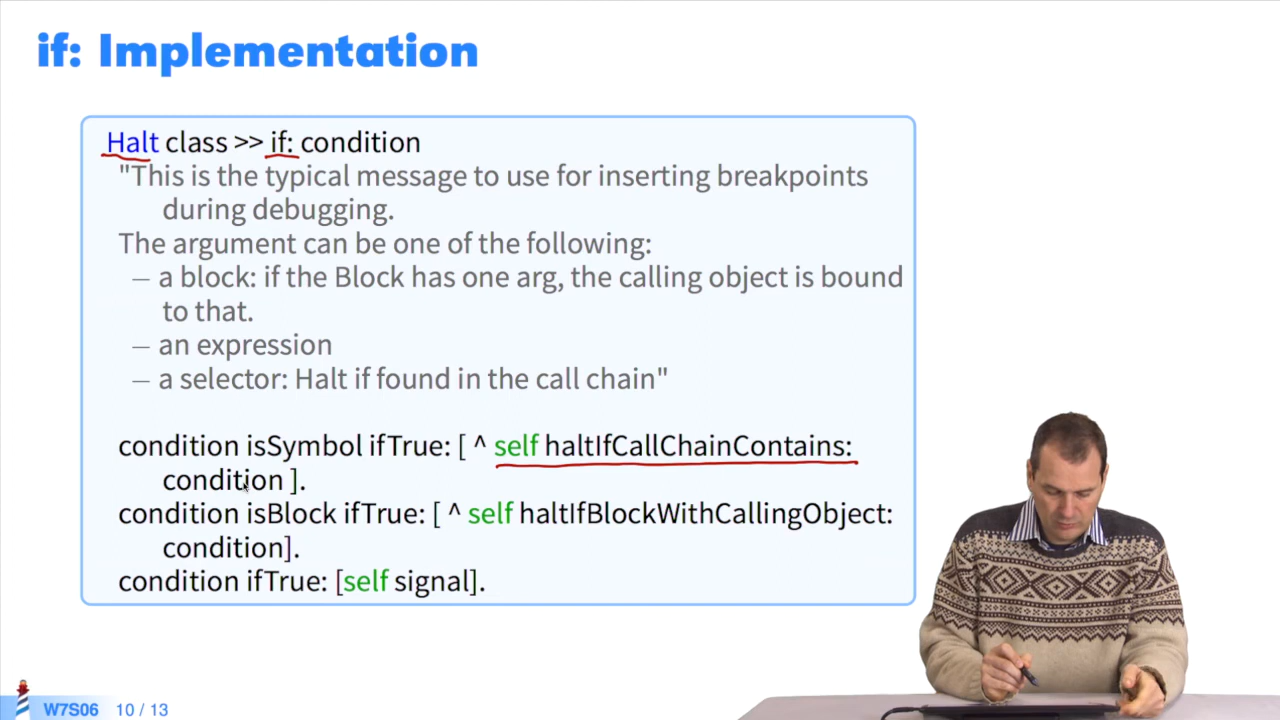 if: Implementation
Halt class >> if: condition
"This is the typical message to use for inserting breakpoints
during debugging.
The argument can be one of the following:
– a block: if the Block has one arg, the calling object is bound
to that.
– an expression
– a selector: Halt if found in the call chain"
condition isSymbol ifTrue: [ ^ self haltIfCallChainContains:
condition ].
condition isBlock ifTrue: [ ^ self haltIfBlockWithCallingObject:
condition].
condition ifTrue: [self signal].
W7S06 10 / 13